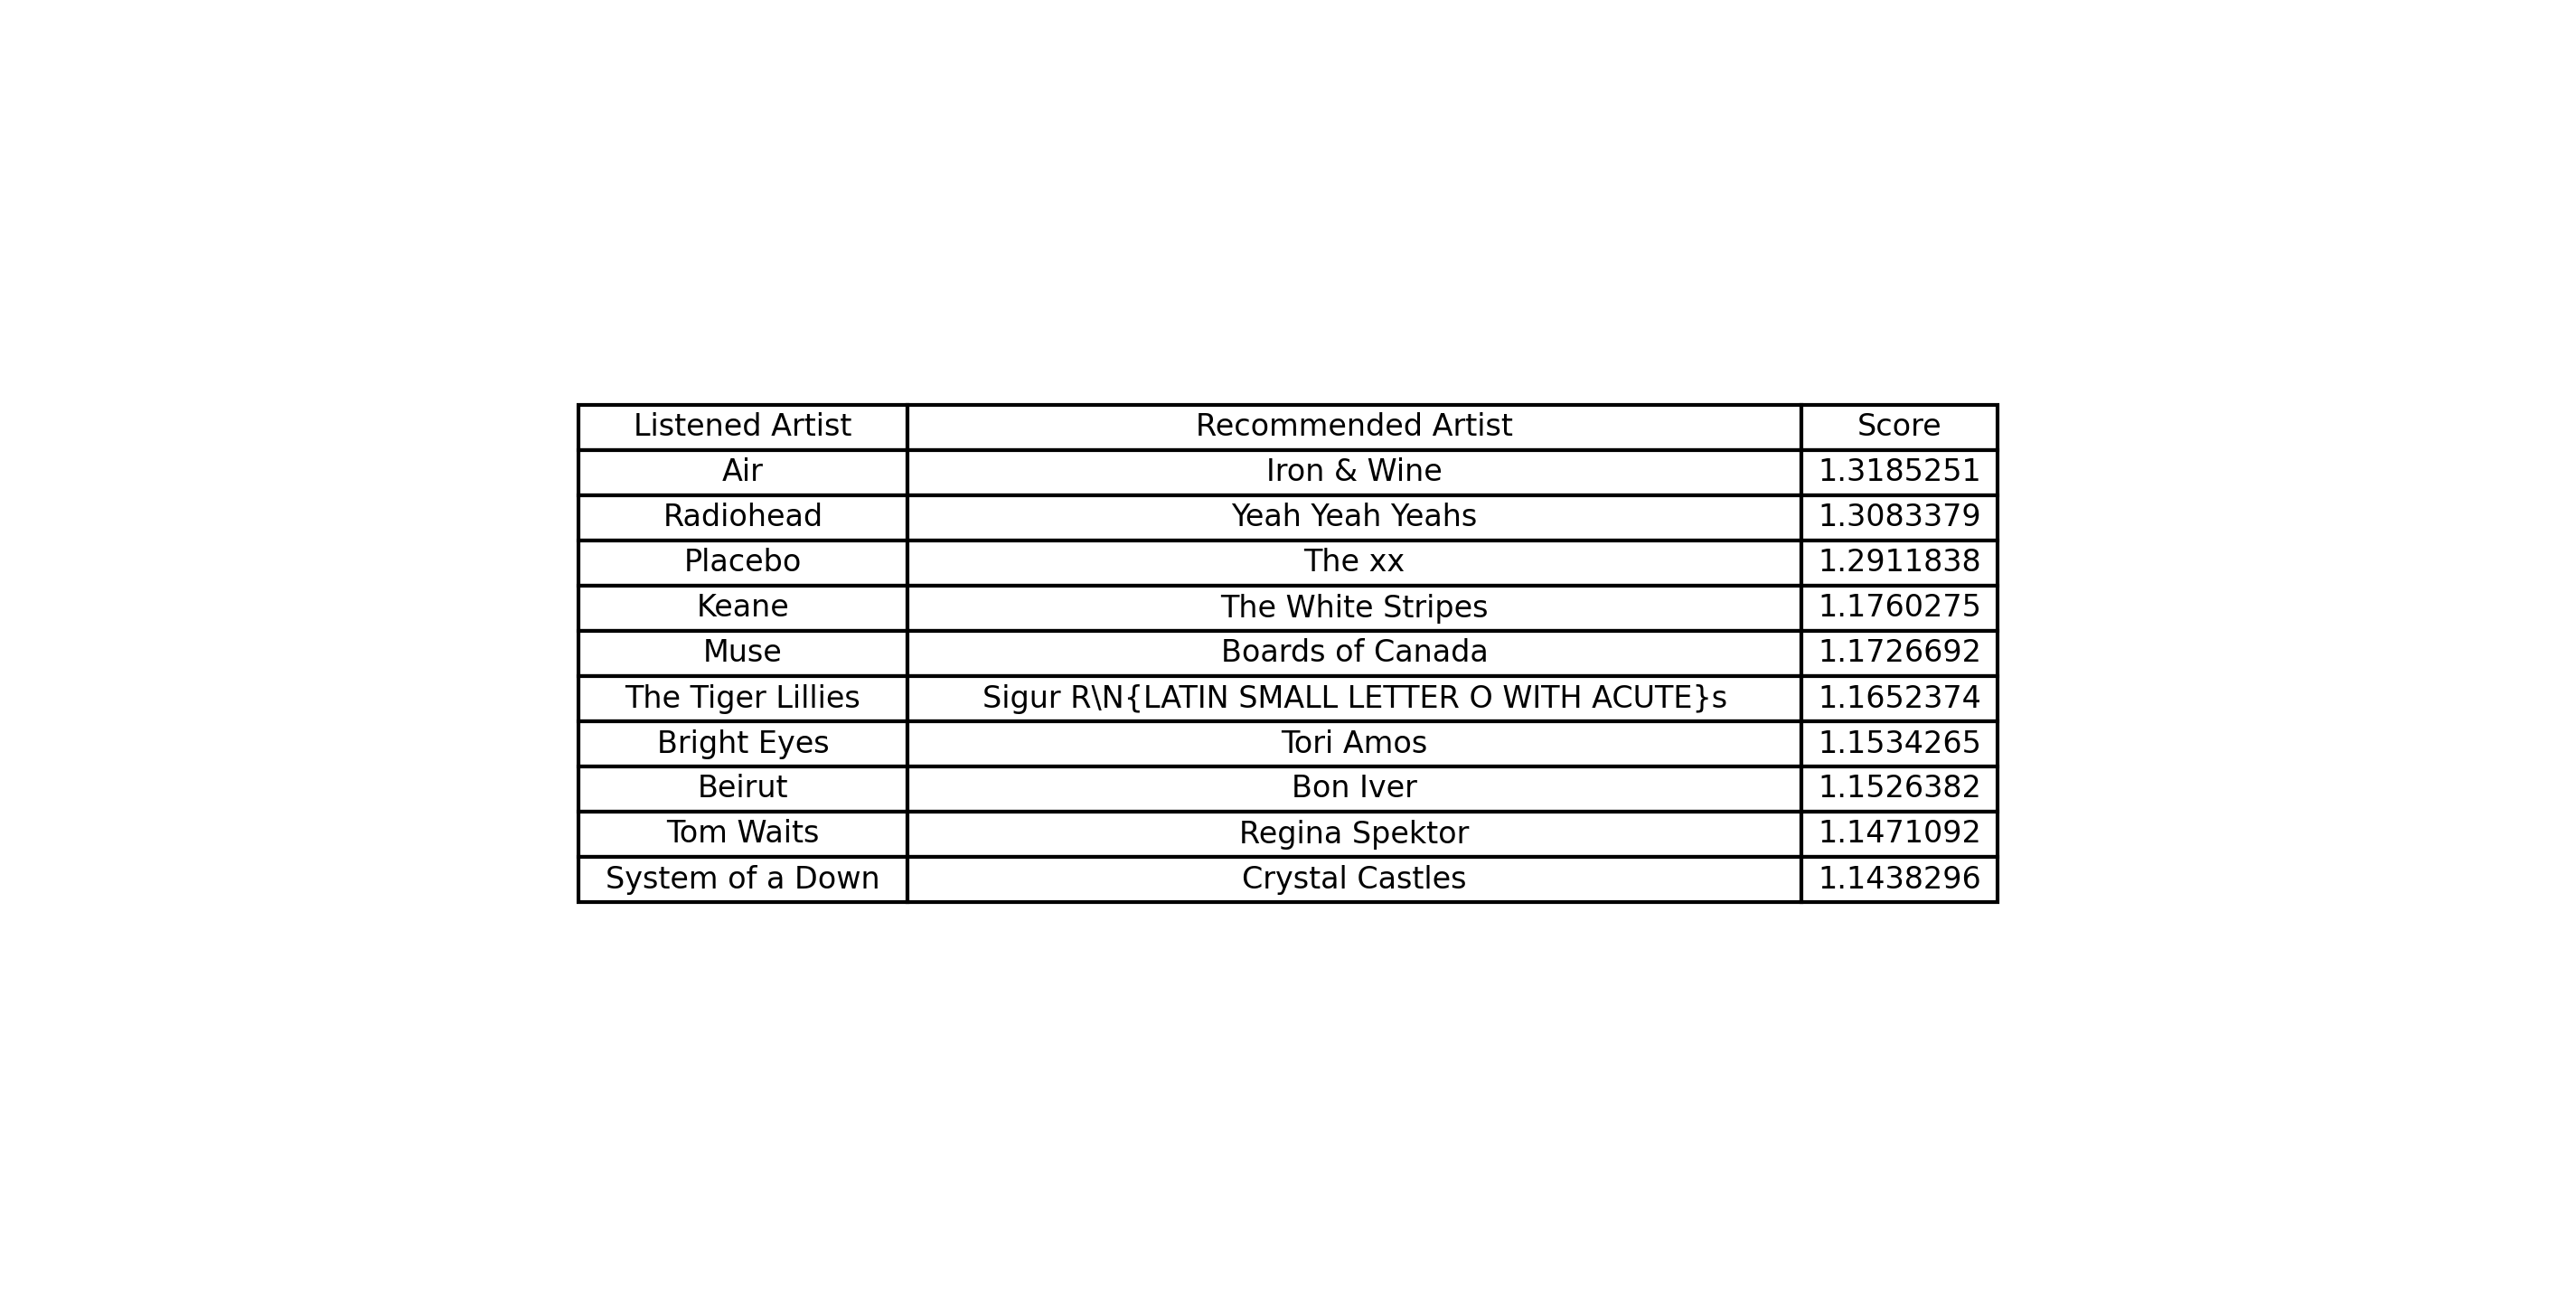 Listened Artist Recommended Artist Score
Air Iron & Wine 1.3185251
Radiohead Yeah Yeah Yeahs 1.3083379
Placebo The xx 1.2911838
Keane The White Stripes 1.1760275
Muse Boards of Canada 1.1726692
The Tiger Lillies Sigur R\N{LATIN SMALL LETTER O WITH ACUTE}s 1.1652374
Bright Eyes Tori Amos 1.1534265
Beirut Bon Iver 1.1526382
Tom Waits Regina Spektor 1.1471092
System of a Down Crystal Castles 1.1438296